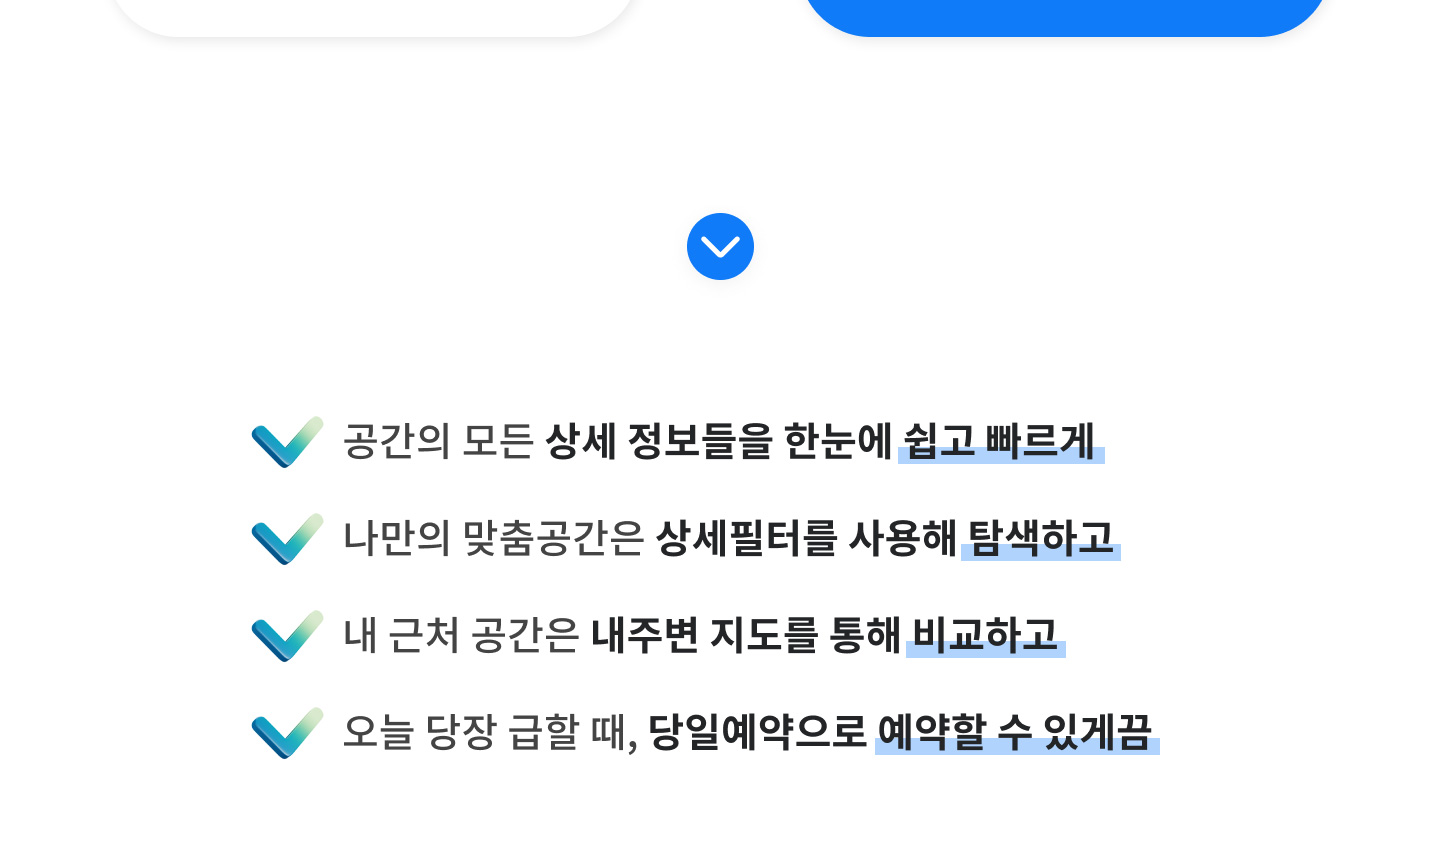 공간의 모든 상세 정보들을 한눈에 쉽고 빠르게
나만의 맞춤공간은 상세필터를 사용해 탐색하고
내 근처 공간은 내주변 지도를 통해 비교하고
오늘 당장 급할 때, 당일예약으로 예약할 수 있게끔